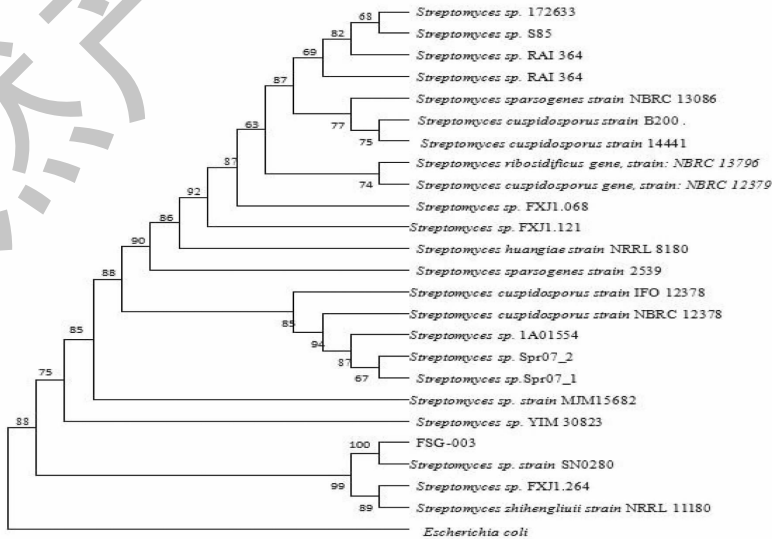 Streptomyces sp. 172633
68
Streptomyces sp. S85
82
Streptomyces sp. RAI 364
69
Streptomyces sp. RAI 364
87
Streptomyces sparsogenes strain NBRC 13086
Streptomyces cuspidosporus strain B200 .
77
63
75
Streptomyces cuspidosporus strain 14441
87
Streptomyces ribosidificus gene, strain: NBRC 13796
74
Streptomyces cuspidosporus gene, strain: NBRC 12379
92
Streptomyces sp. FXJ1.068
86
Streptomyces sp. FXJ1.121
90
Streptomyces huangiae strain NRRL 8180
Streptomyces sparsogenes strain 2539
88
Streptomyces cuspidosporus strain IFO 12378
Streptomyces cuspidosporus strain NBRC 12378
85
85
Streptomyces sp. 1A01554
94
Streptomyces sp. Spr07_2
87
75
67
Streptomyces sp.Spr07_1
Streptomyces sp. strain MJM15682
88
Streptomyces sp. YIM 30823
100
FSG-003
Streptomyces sp. strain SN0280
99
Streptomyces sp. FXJ1.264
89
Streptomyces zhihengliuii strain NRRL 11180
Escherichia coli